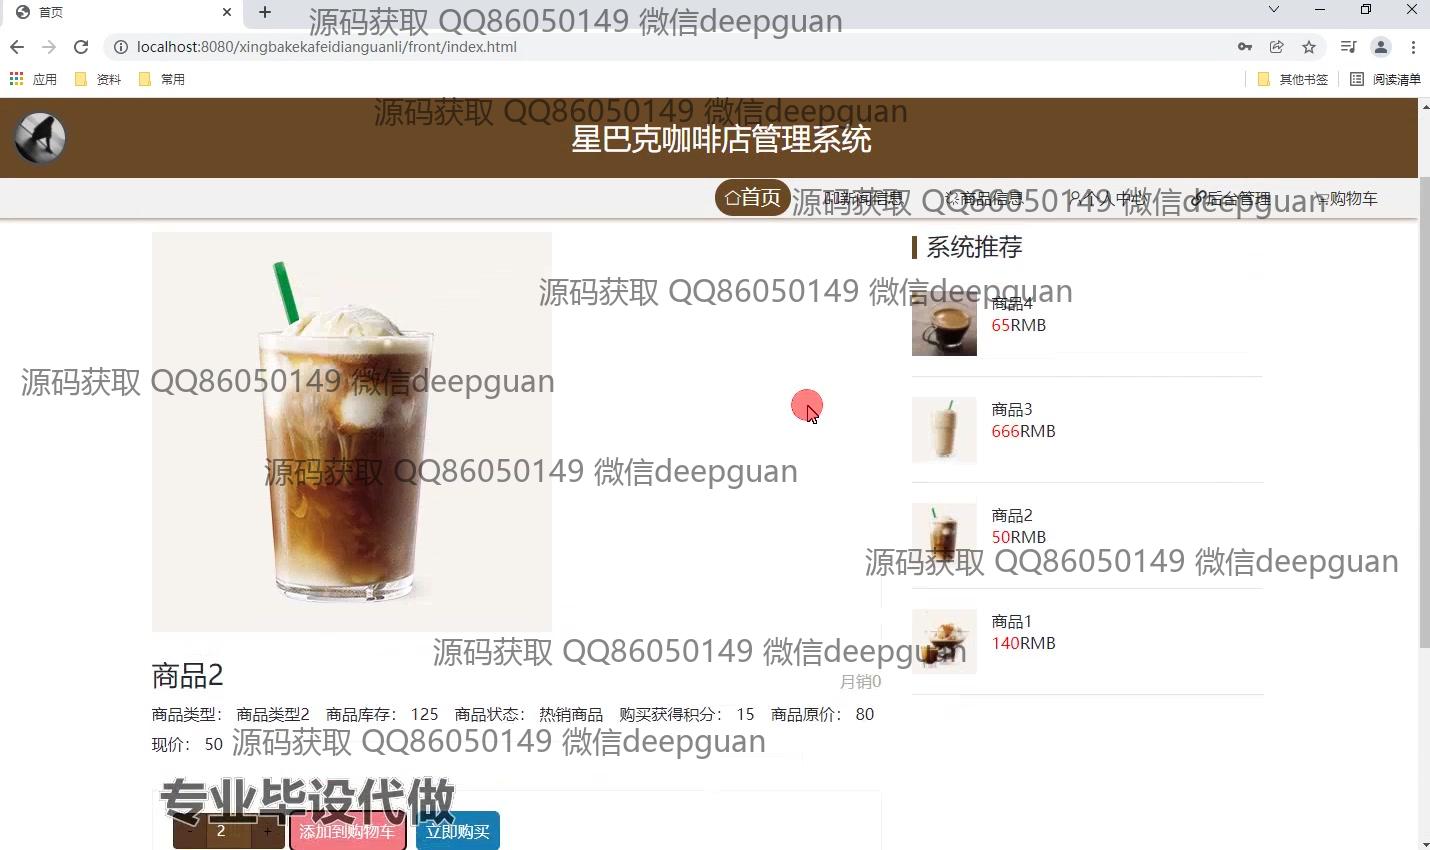 首页
源码获取 QQ86050149 微信deepguan
localhost:8080/xingbakekafeidianguanli/front/index.html
应用 资料 常用 其他书签 阅读清单
源码获取 QQ86050149 微信deepguan
星巴克咖啡店管理系统
首页 新闻信息 商品信息 个人中心 后台管理 购物车
源码获取 QQ86050149 微信deepguan
系统推荐
源码获取 QQ86050149 微信deepguan
商品4
65RMB
源码获取 QQ86050149 微信deepguan
商品3
666RMB
源码获取 QQ86050149 微信deepguan
商品2
50RMB
源码获取 QQ86050149 微信deepguan
商品1
140RMB
源码获取 QQ86050149 微信deepguan
商品2
月销0
商品类型： 商品类型2 商品库存： 125 商品状态： 热销商品 购买获得积分： 15 商品原价： 80
现价： 50
源码获取 QQ86050149 微信deepguan
专业毕设代做
- 2 + 添加到购物车 立即购买